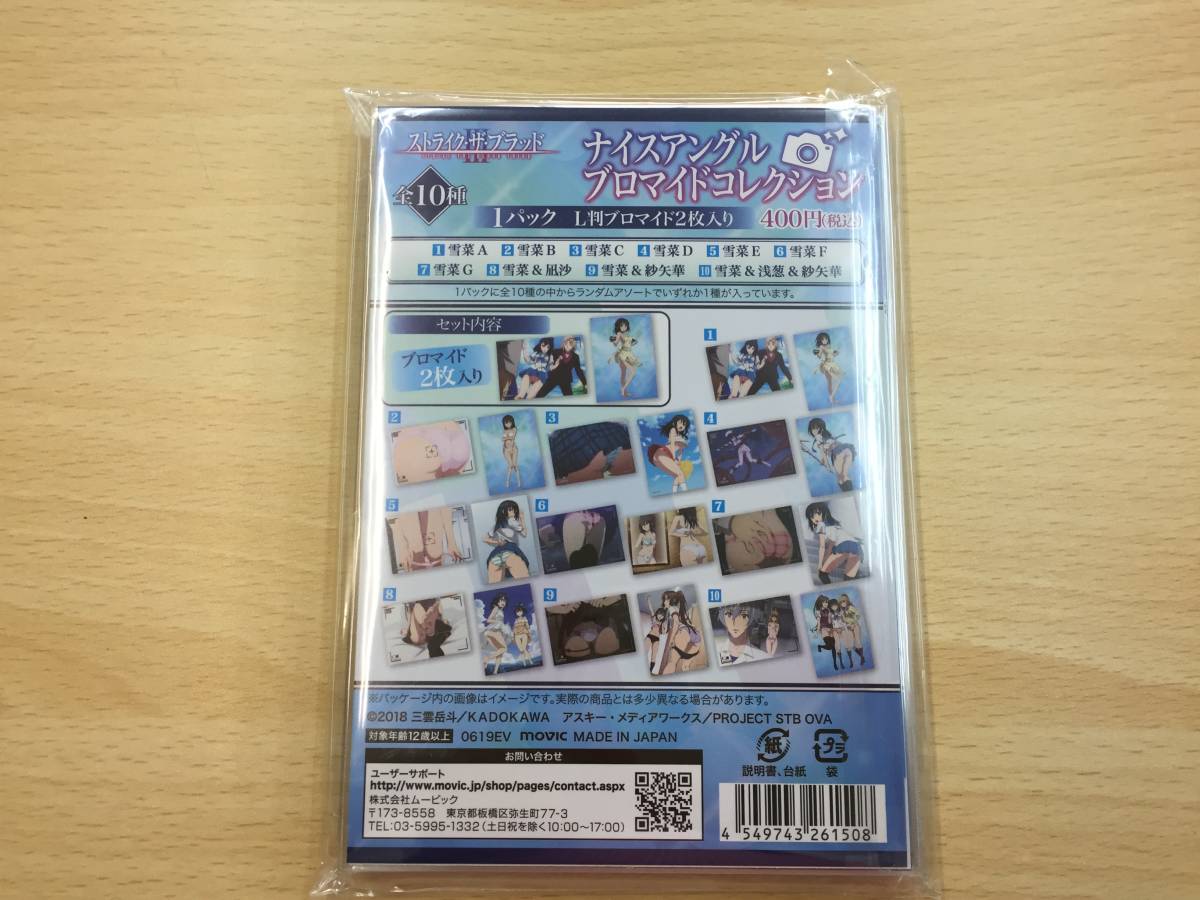 ストライク・ザ・ブラッド
III
ナイスアングル
ブロマイドコレクション
全10種
1パック L判ブロマイド2枚入り 400円(税込)
1 雪菜A 2 雪菜B 3 雪菜C 4 雪菜D 5 雪菜E 6 雪菜F
7 雪菜G 8 雪菜&凪沙 9 雪菜&紗矢華 10 雪菜&浅葱&紗矢華
1パックに全10種の中からランダムアソートでいずれか1種が入っています。
セット内容
ブロマイド
2枚入り
1
2
3
4
5
6
7
8
9
10
※パッケージ内の画像はイメージです。実際の商品とは多少異なる場合があります。
©2018 三雲岳斗/KADOKAWA アスキー・メディアワークス/PROJECT STB OVA
対象年齢12歳以上 0619EV movic MADE IN JAPAN
お問い合わせ
ユーザーサポート
http://www.movic.jp/shop/pages/contact.aspx
株式会社ムービック
〒173-8558 東京都板橋区弥生町77-3
TEL:03-5995-1332(土日祝を除く10:00~17:00)
紙
プラ
説明書、台紙
袋
4 549743 261508